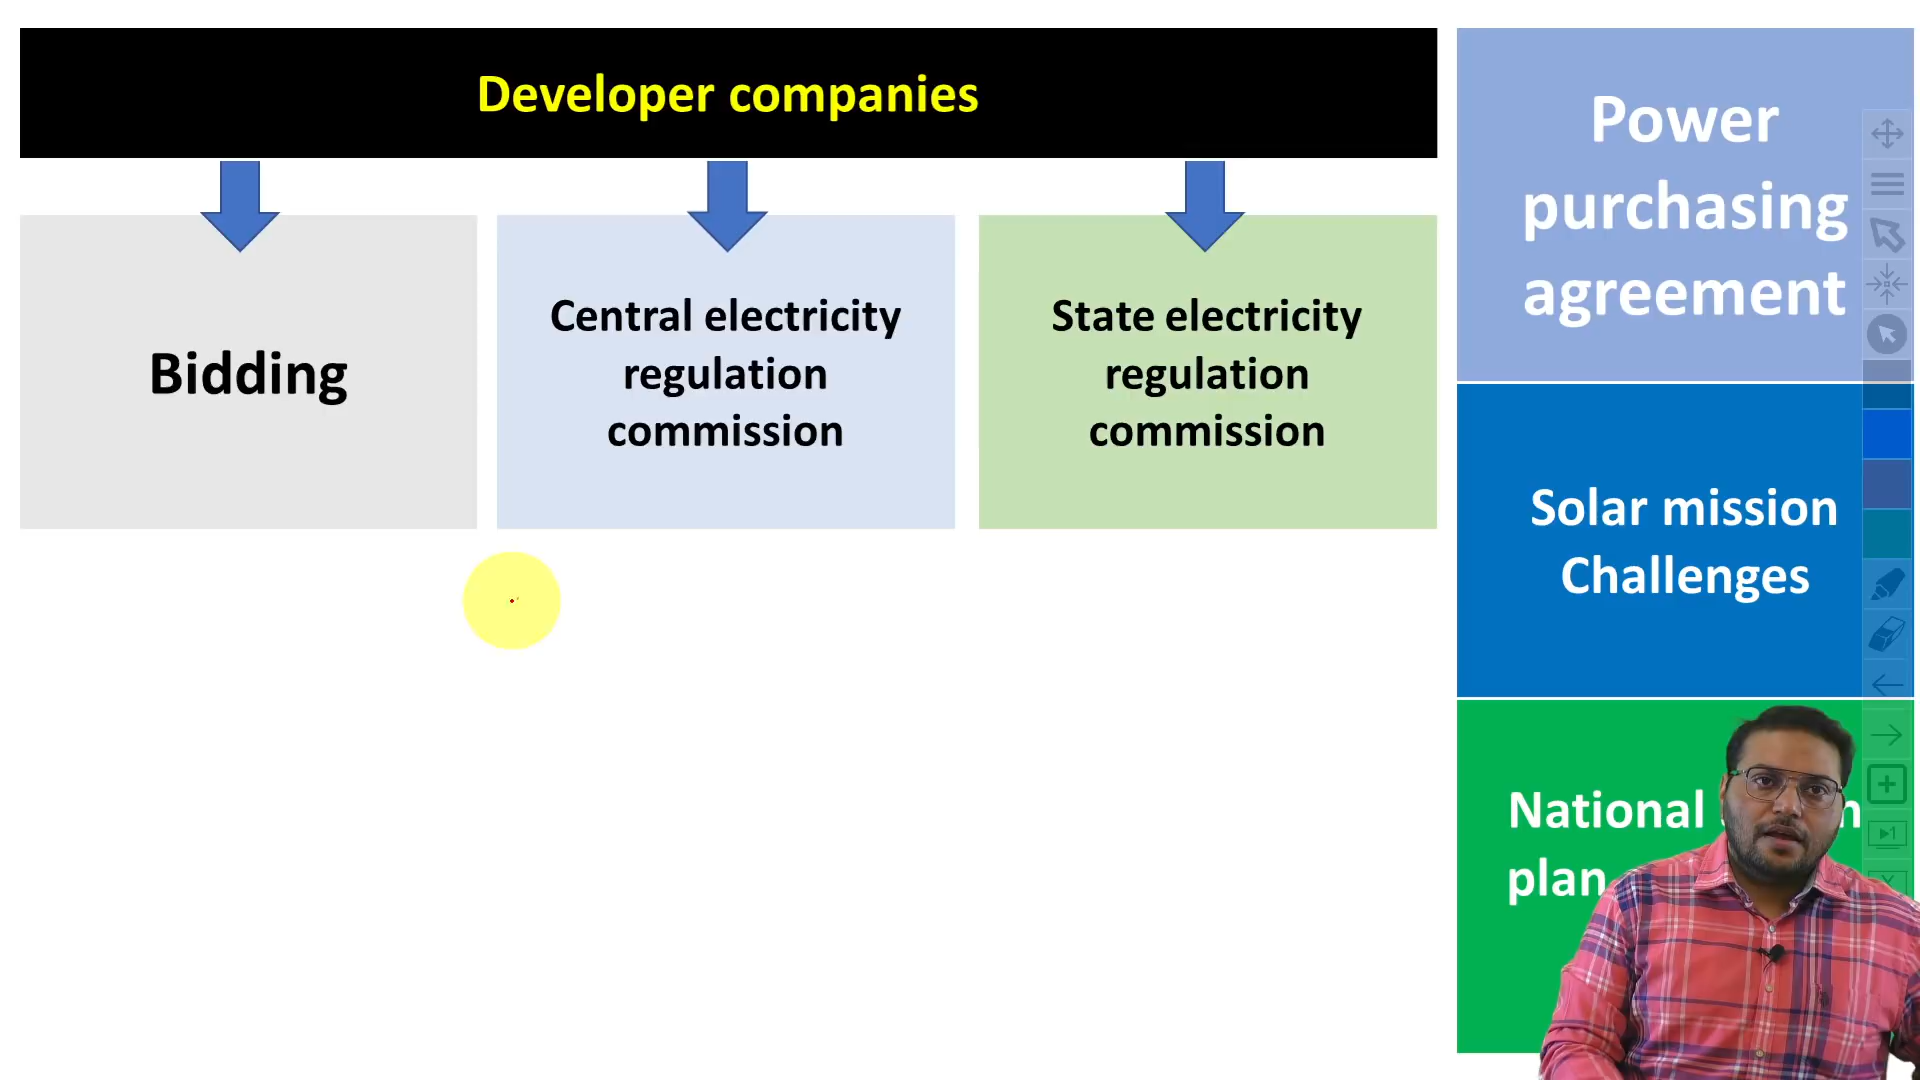 Developer companies
Bidding
Central electricity
regulation
commission
State electricity
regulation
commission
Power
purchasing
agreement
Solar mission
Challenges
National
plan